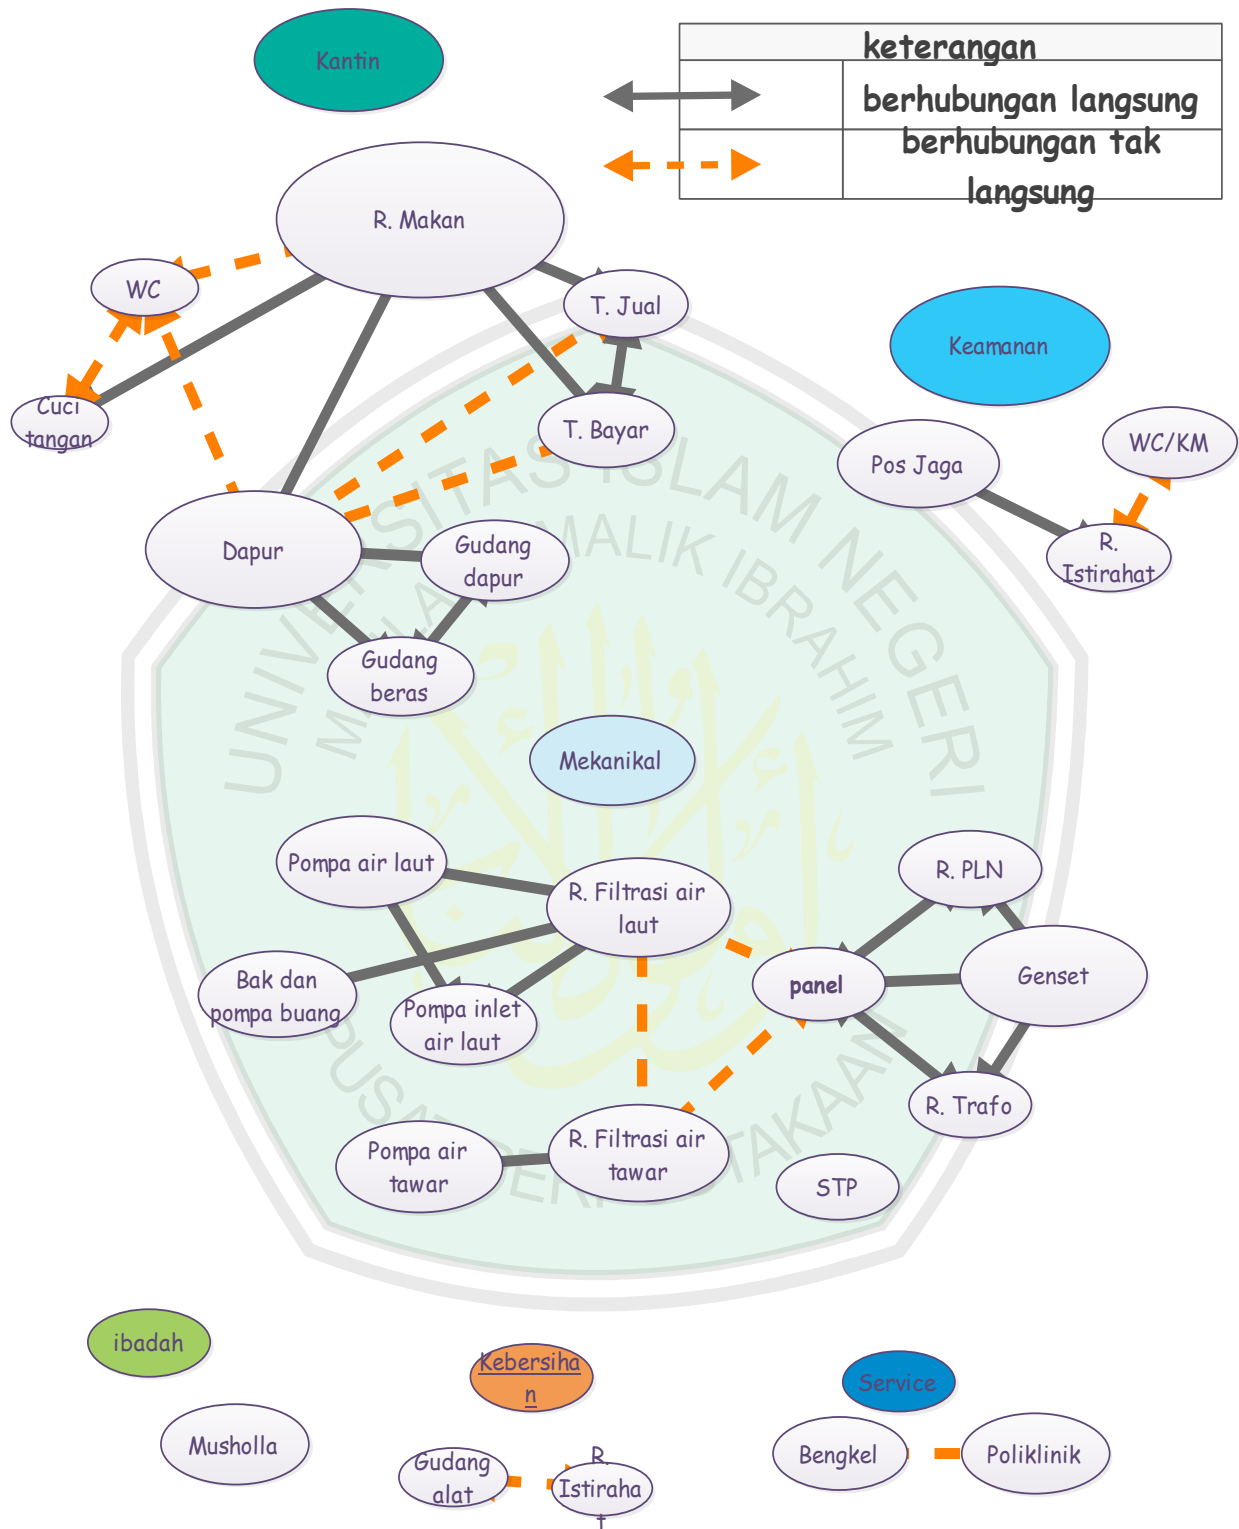 Kantin
keterangan
berhubungan langsung
berhubungan tak
langsung
R. Makan
WC
T. Jual
Keamanan
Cuci
tangan
T. Bayar
Pos Jaga
WC/KM
R.
Istirahat
Dapur
Gudang
dapur
Gudang
beras
UNIVERSITAS ISLAM NEGERI
MAULANA MALIK IBRAHIM
Mekanikal
Pompa air laut
R. Filtrasi air
laut
R. PLN
Bak dan
pompa buang
Pompa inlet
air laut
panel
Genset
R. Trafo
Pompa air
tawar
R. Filtrasi air
tawar
STP
PUSAT PERPUSTAKAAN
ibadah
Kebersiha
n
Service
Musholla
Gudang
alat
R.
Istiraha
t
Bengkel
Poliklinik